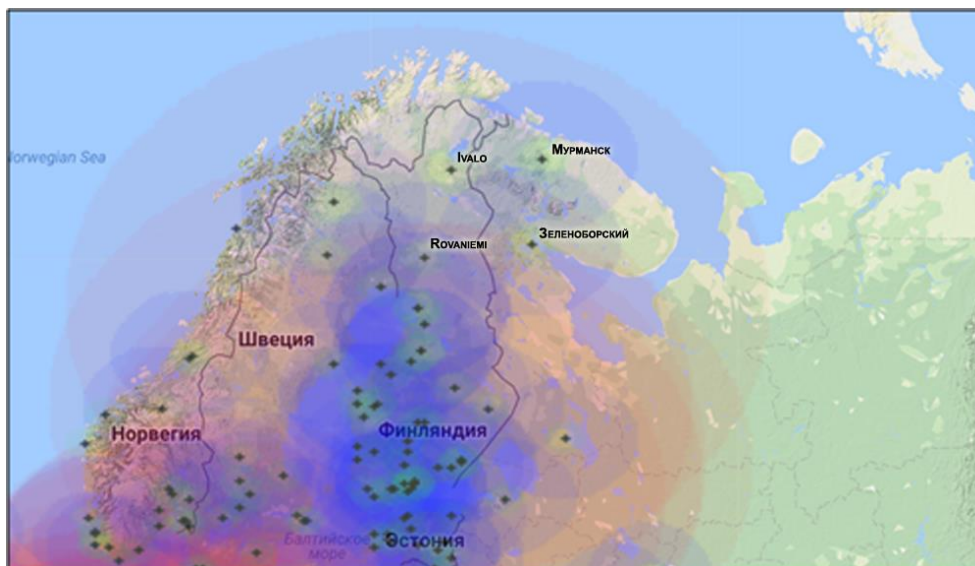 Norwegian Sea
IVALO
МУРМАНСК
ROVANIEMI
ЗЕЛЕНОБОРСКИЙ
Швеция
Норвегия
Финляндия
Балтийское
море
Эстония